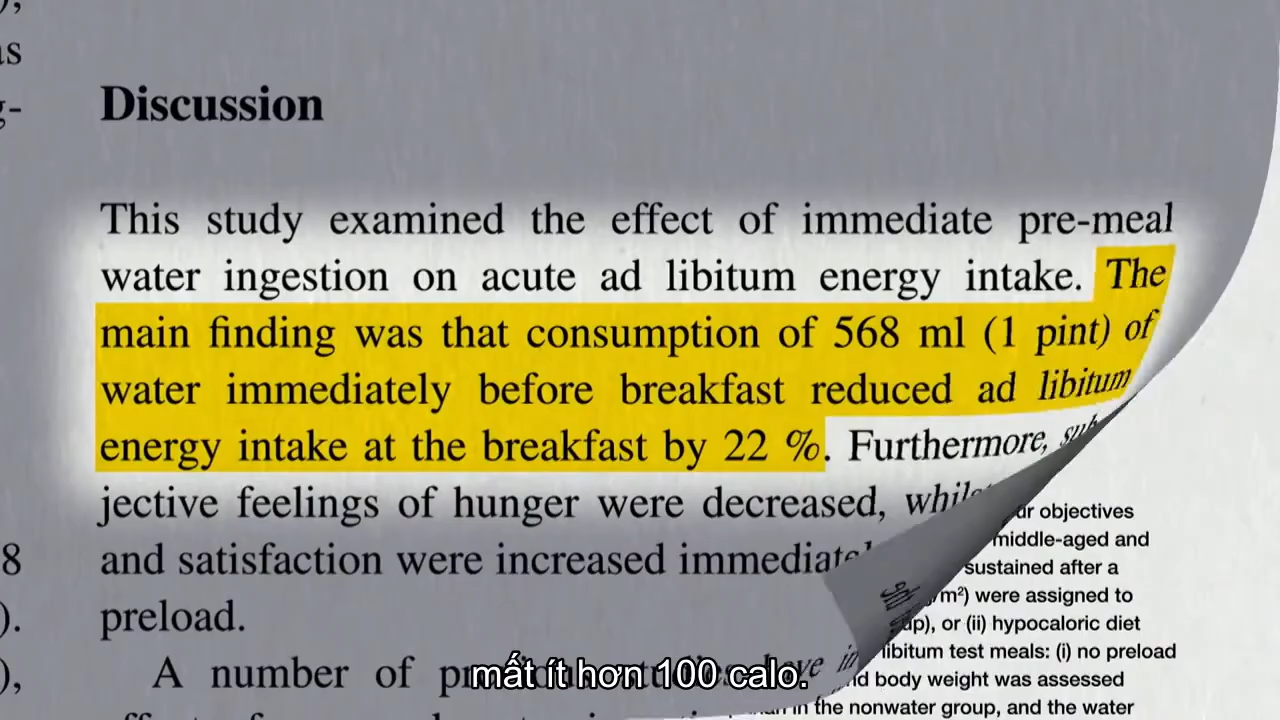 ),
as
g-
Discussion
This study examined the effect of immediate pre-meal
water ingestion on acute ad libitum energy intake. The
main finding was that consumption of 568 ml (1 pint) of
water immediately before breakfast reduced ad libitum
energy intake at the breakfast by 22 %. Furthermore, sub
jective feelings of hunger were decreased,
8 and satisfaction were increased
). preload.
), A number of
ur objectives
middle-aged and
sustained after a
/m²) were assigned to
or (ii) hypocaloric diet
libitum test meals: (i) no preload
body weight was assessed
in the nonwater group, and the water
mất ít hơn 100 calo.